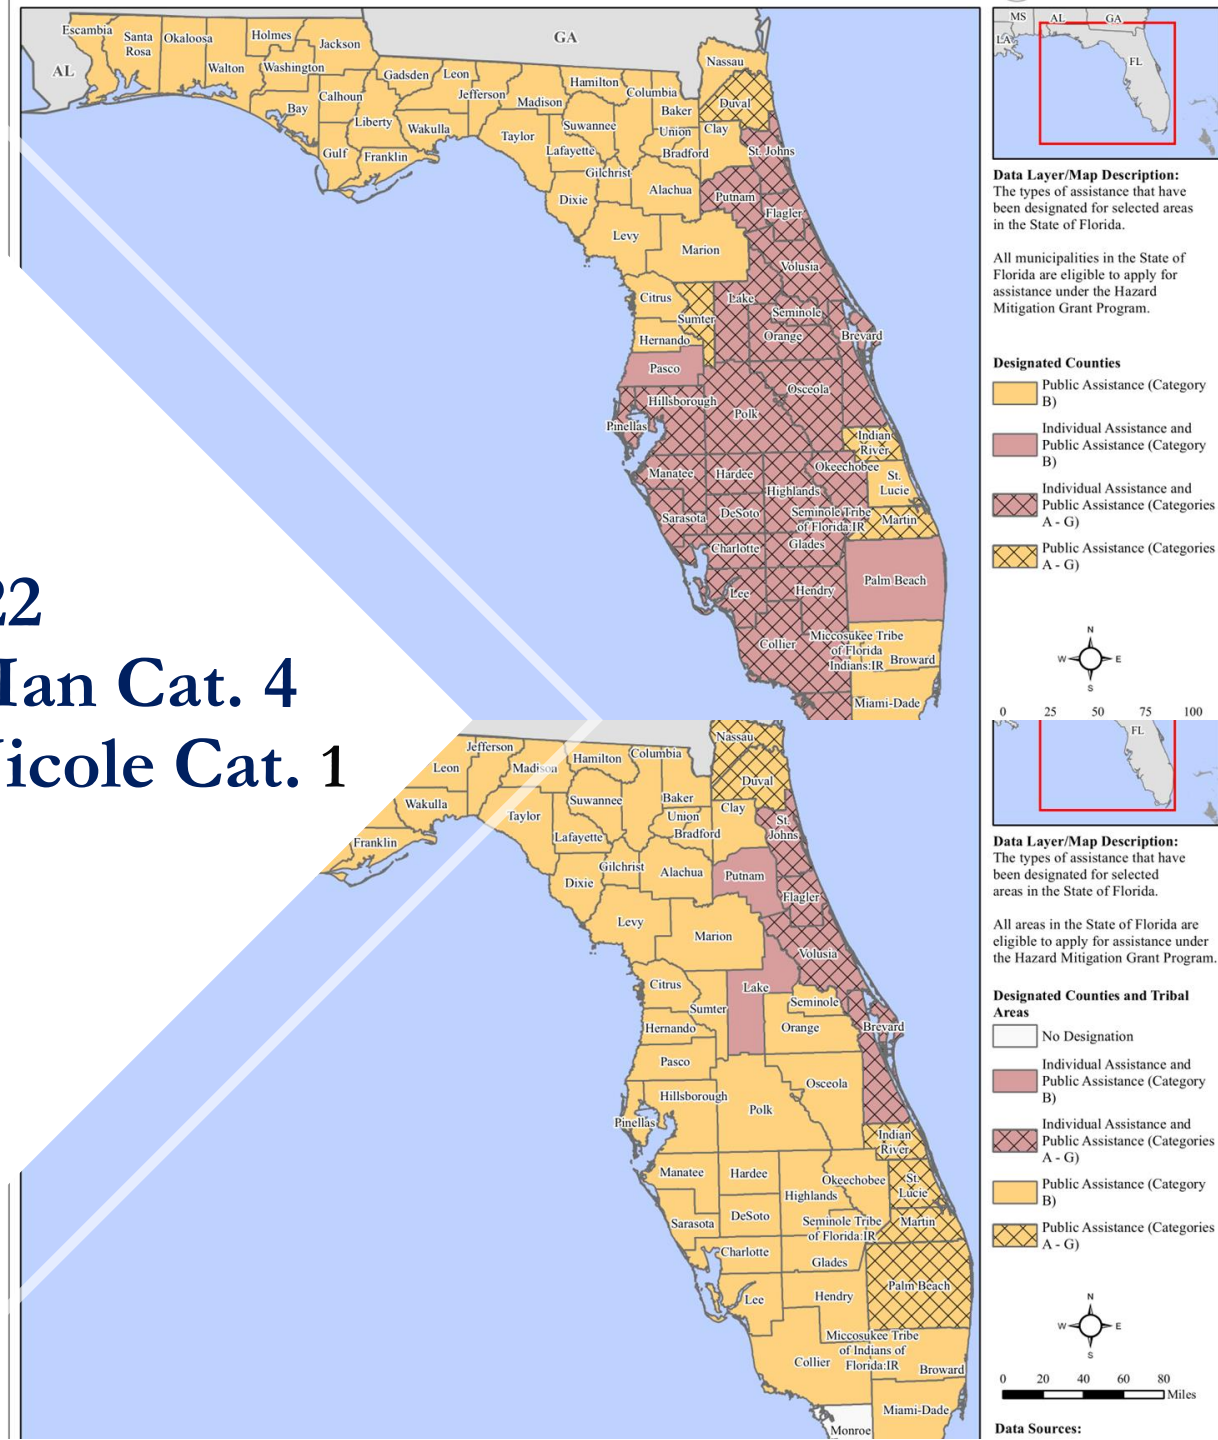 22
Ian Cat. 4
Nicole Cat. 1
AL
GA
Escambia
Santa
Rosa
Okaloosa
Holmes
Jackson
Walton
Washington
Bay
Calhoun
Gadsden
Leon
Jefferson
Madison
Hamilton
Columbia
Nassau
Baker
Duval
Liberty
Wakulla
Taylor
Suwannee
Union
Clay
Gulf
Franklin
Lafayette
Bradford
St. Johns
Gilchrist
Dixie
Alachua
Putnam
Flagler
Levy
Marion
Volusia
Citrus
Sumter
Lake
Seminole
Hernando
Orange
Brevard
Pasco
Osceola
Hillsborough
Polk
Pinellas
Indian
River
Manatee
Hardee
Okeechobee
St.
Lucie
Highlands
Sarasota
DeSoto
Seminole Tribe
of Florida:IR
Martin
Charlotte
Glades
Lee
Hendry
Palm Beach
Collier
Miccosukee Tribe
of Florida
Indians:IR
Broward
Miami-Dade
MS
AL
GA
LA
FL
Data Layer/Map Description:
The types of assistance that have
been designated for selected areas
in the State of Florida.
All municipalities in the State of
Florida are eligible to apply for
assistance under the Hazard
Mitigation Grant Program.
Designated Counties
Public Assistance (Category
B)
Individual Assistance and
Public Assistance (Category
B)
Individual Assistance and
Public Assistance (Categories
A - G)
Public Assistance (Categories
A - G)
N
W
E
S
0 25 50 75 100
Nassau
Jefferson
Leon
Madison
Hamilton
Columbia
Duval
Wakulla
Taylor
Suwannee
Baker
Union
Clay
Franklin
Lafayette
Bradford
St.
Johns
Gilchrist
Dixie
Alachua
Putnam
Flagler
Levy
Marion
Volusia
Citrus
Sumter
Lake
Seminole
Hernando
Orange
Brevard
Pasco
Osceola
Hillsborough
Polk
Pinellas
Indian
River
Manatee
Hardee
Okeechobee
St.
Lucie
Highlands
Sarasota
DeSoto
Seminole Tribe
of Florida:IR
Martin
Charlotte
Glades
Lee
Hendry
Palm Beach
Miccosukee Tribe
of Indians of
Florida:IR
Collier
Broward
Miami-Dade
Monroe
FL
Data Layer/Map Description:
The types of assistance that have
been designated for selected
areas in the State of Florida.
All areas in the State of Florida are
eligible to apply for assistance under
the Hazard Mitigation Grant Program.
Designated Counties and Tribal
Areas
No Designation
Individual Assistance and
Public Assistance (Category
B)
Individual Assistance and
Public Assistance (Categories
A - G)
Public Assistance (Category
B)
Public Assistance (Categories
A - G)
N
W
E
S
0 20 40 60 80
Miles
Data Sources: